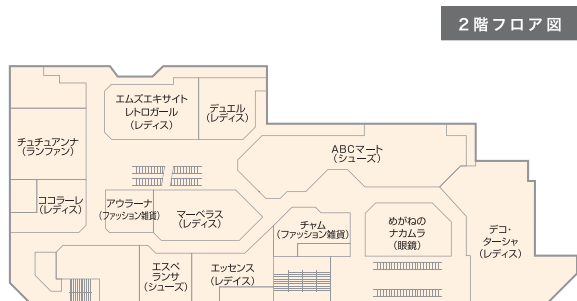 2階フロア図
エムズエキサイト
レトロガール
(レディス)
デュエル
(レディス)
チュチュアンナ
(ランファン)
ABCマート
(シューズ)
ココラーレ
(レディス)
アウラーナ
(ファッション雑貨)
マーベラス
(レディス)
チャム
(ファッション雑貨)
めがねの
ナカムラ
(眼鏡)
デコ・
ターシャ
(レディス)
エスペ
ランサ
(シューズ)
エッセンス
(レディス)